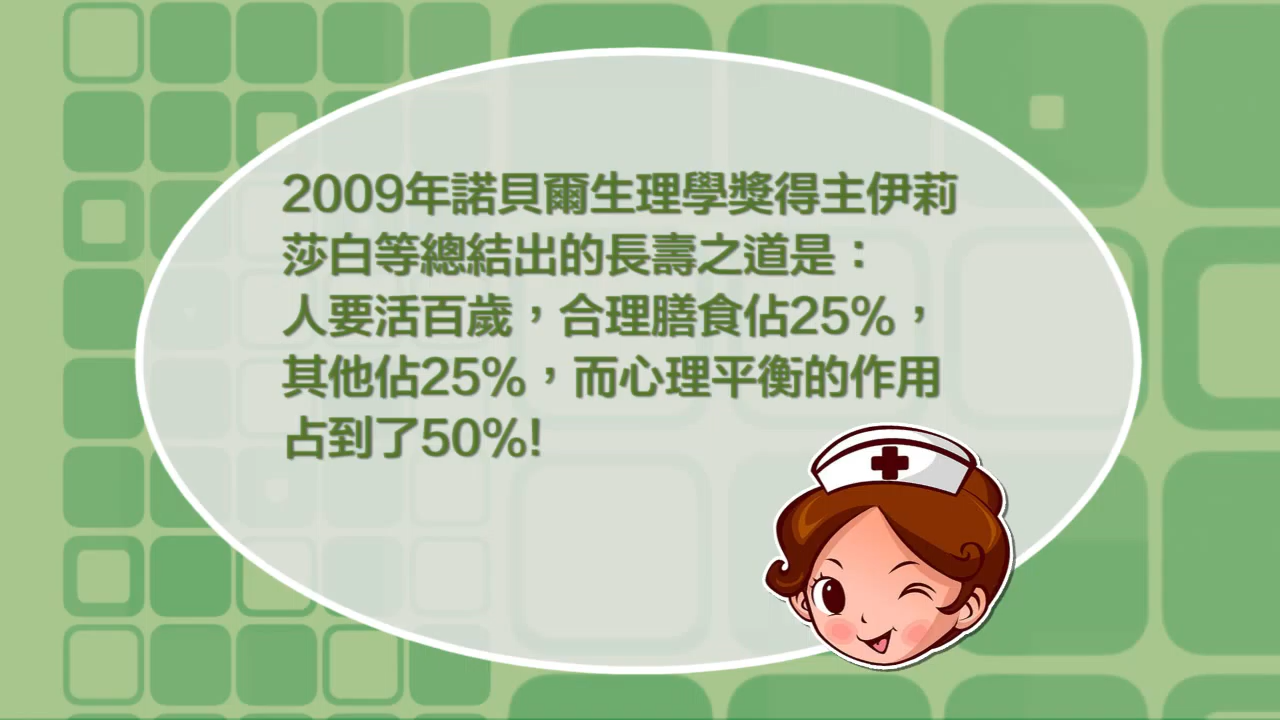 2009年諾貝爾生理學獎得主伊莉
莎白等總結出的長壽之道是：
人要活百歲，合理膳食佔25%，
其他佔25%，而心理平衡的作用
占到了50%!